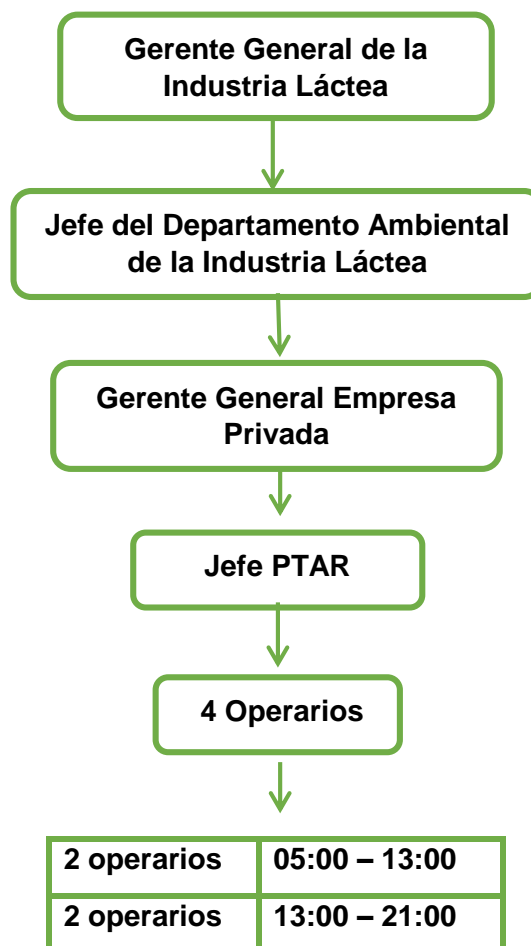 Gerente General de la
Industria Láctea
Jefe del Departamento Ambiental
de la Industria Láctea
Gerente General Empresa
Privada
Jefe PTAR
4 Operarios
2 operarios 05:00 – 13:00
2 operarios 13:00 – 21:00